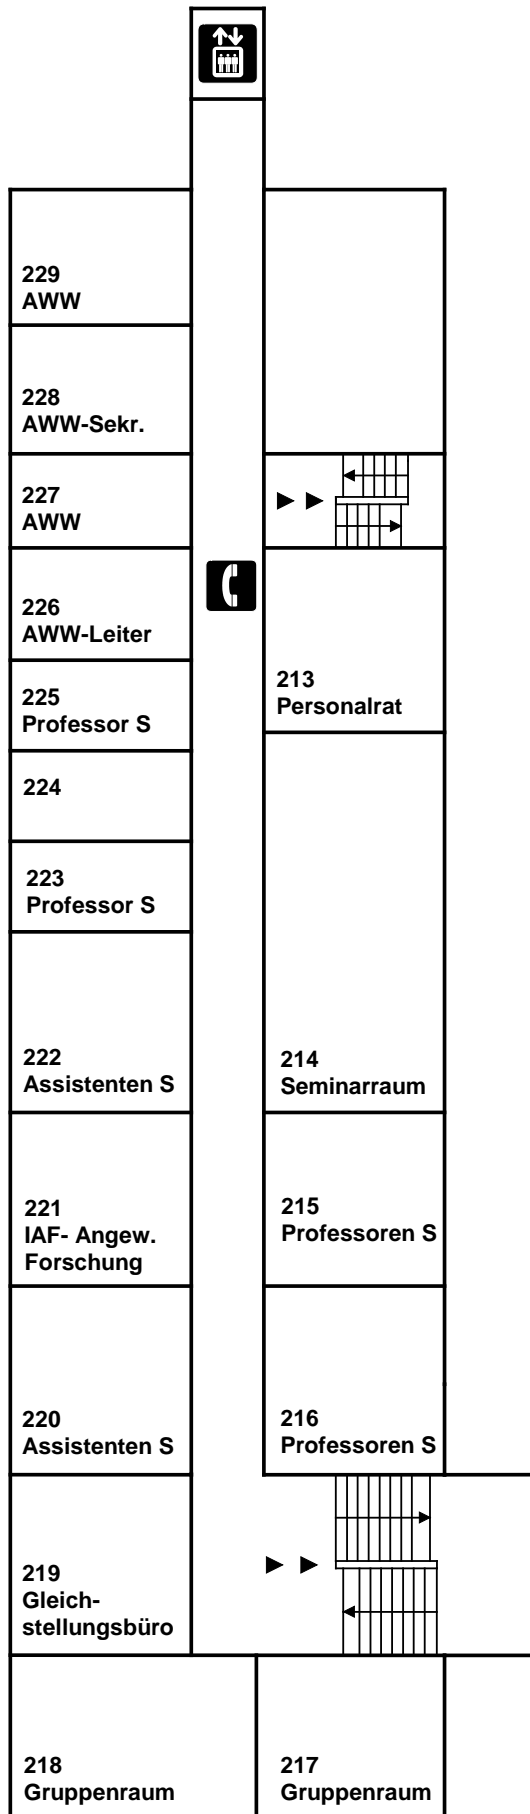 229
AWW
228
AWW-Sekr.
227
AWW
226
AWW-Leiter
225
Professor S
224
223
Professor S
222
Assistenten S
221
IAF- Angew.
Forschung
220
Assistenten S
219
Gleich-
stellungsbüro
218
Gruppenraum
213
Personalrat
214
Seminarraum
215
Professoren S
216
Professoren S
217
Gruppenraum